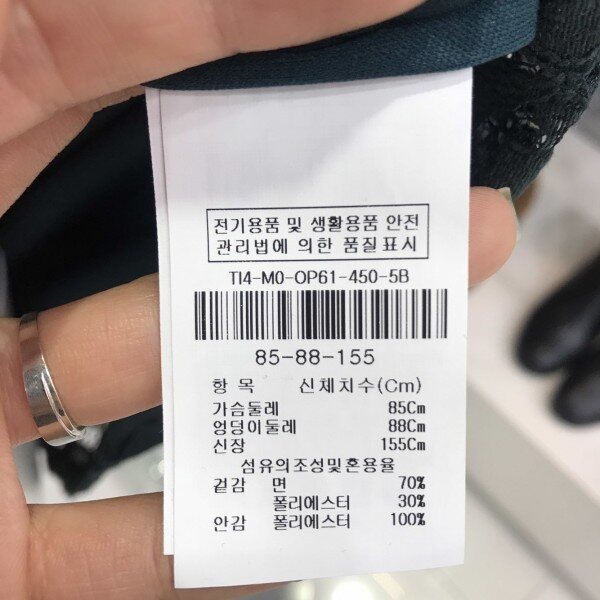 전기용품 및 생활용품 안전
관리법에 의한 품질표시
TI4-MO-OP61-450-5B
85-88-155
항 목 신체치수(Cm)
가슴둘레 85Cm
엉덩이둘레 88Cm
신장 155Cm
섬유의조성및혼용율
겉감 면 70%
폴리에스터 30%
안감 폴리에스터 100%